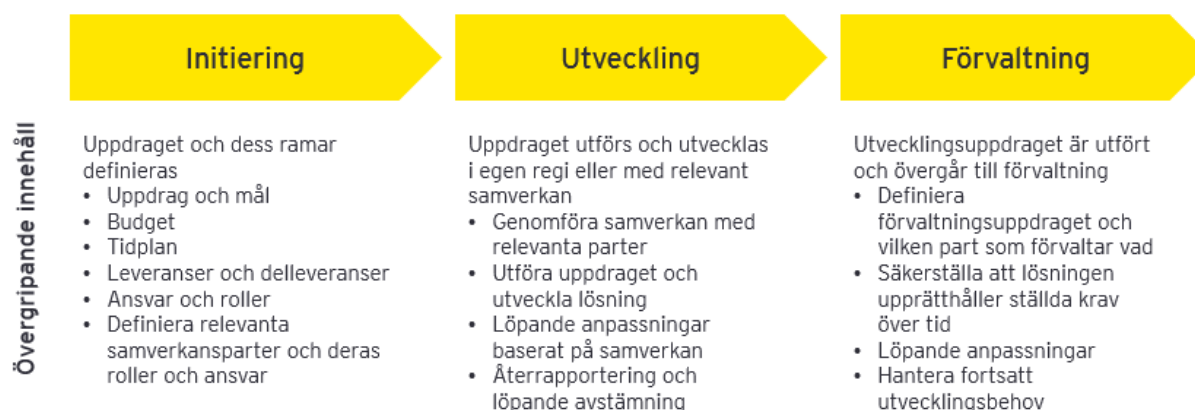 Initiering
Utveckling
Förvaltning
Övergripande innehåll
Uppdraget och dess ramar
definieras
• Uppdrag och mål
• Budget
• Tidplan
• Leveranser och delleveranser
• Ansvar och roller
• Definiera relevanta
samverkansparter och deras
roller och ansvar
Uppdraget utförs och utvecklas
i egen regi eller med relevant
samverkan
• Genomföra samverkan med
relevanta parter
• Utföra uppdraget och
utveckla lösning
• Löpande anpassningar
baserat på samverkan
• Återrapportering och
löpande avstämning
Utvecklingsuppdraget är utfört
och övergår till förvaltning
• Definiera
förvaltningsuppdraget och
vilken part som förvaltar vad
• Säkerställa att lösningen
upprätthåller ställda krav
över tid
• Löpande anpassningar
• Hantera fortsatt
utvecklingsbehov